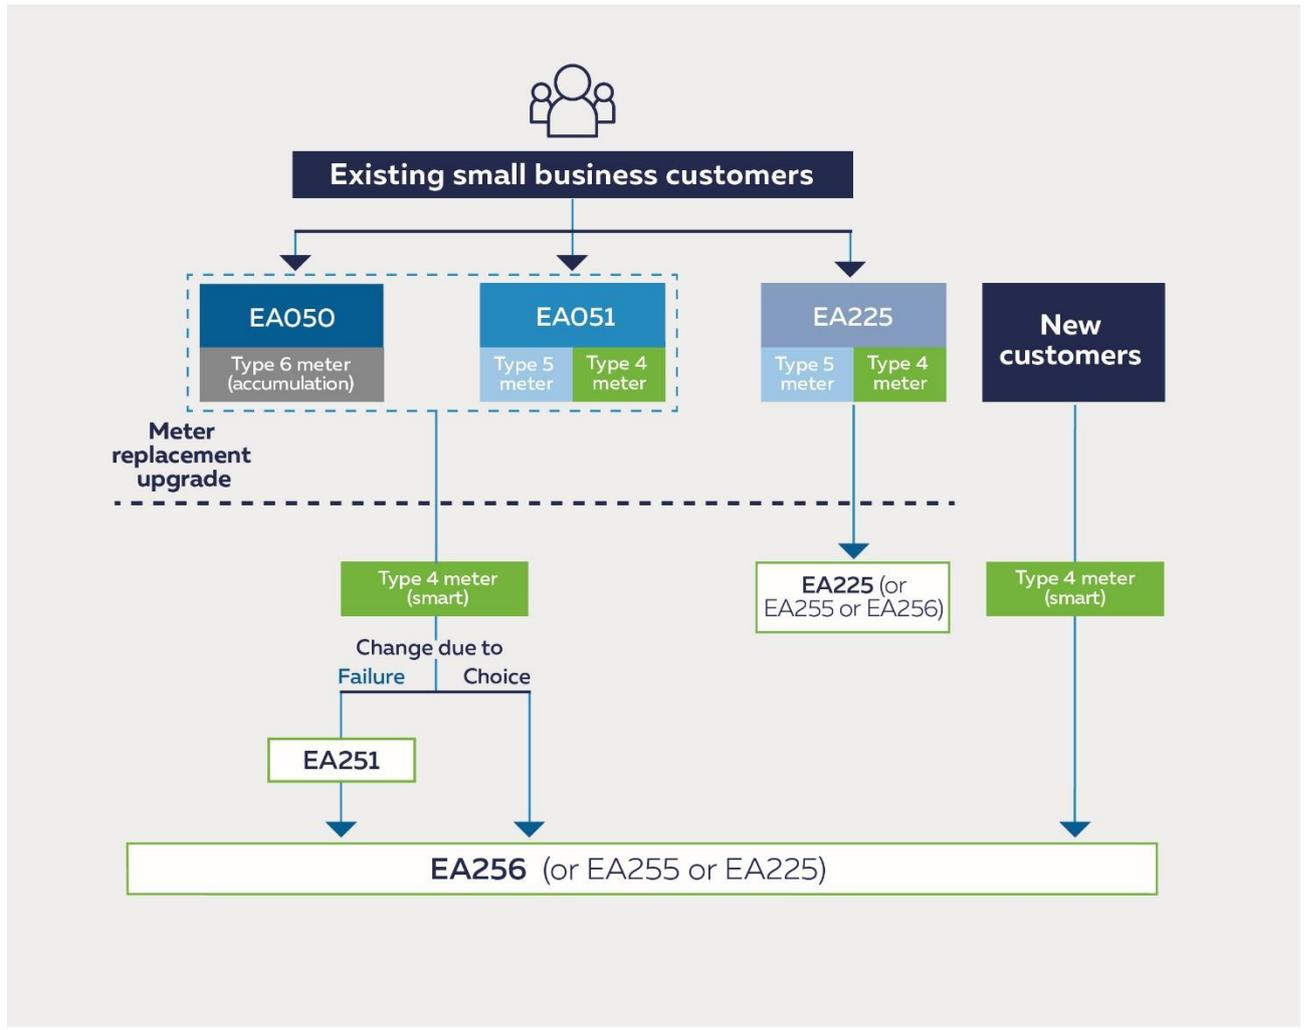 Existing small business customers
EA050
Type 6 meter
(accumulation)
EA051
Type 5
meter
Type 4
meter
EA225
Type 5
meter
Type 4
meter
New
customers
Meter
replacement
upgrade
Type 4 meter
(smart)
Change due to
Failure
Choice
EA251
EA225 (or
EA255 or EA256)
Type 4 meter
(smart)
EA256 (or EA255 or EA225)